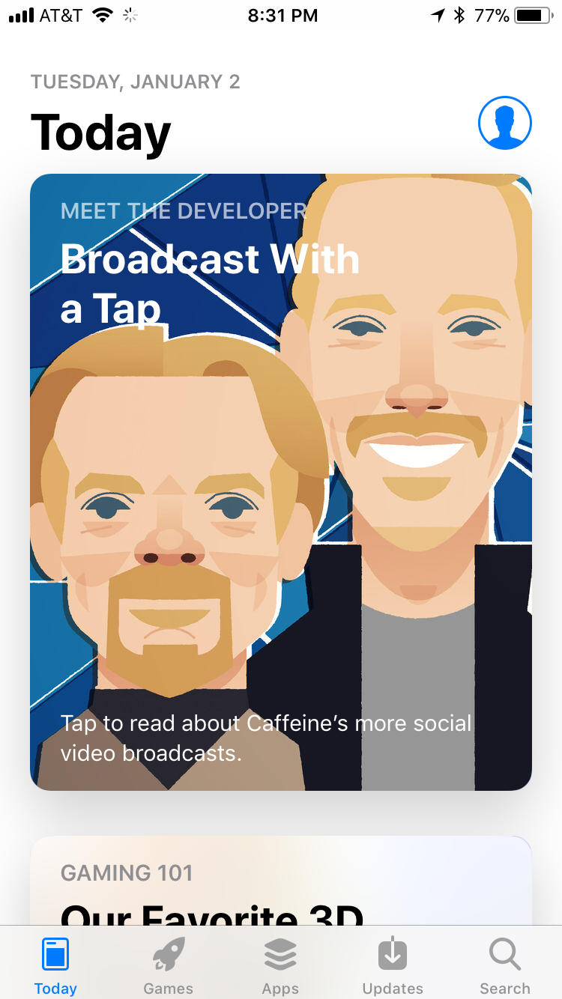 AT&T 8:31 PM 77%
TUESDAY, JANUARY 2
Today
MEET THE DEVELOPER
Broadcast With
a Tap
Tap to read about Caffeine’s more social
video broadcasts.
GAMING 101
Our Favorite 3D
Today Games Apps Updates Search